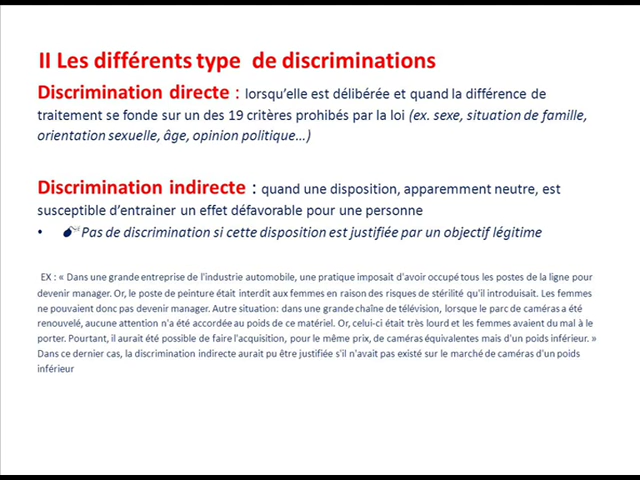 II Les différents type de discriminations
Discrimination directe : lorsqu'elle est délibérée et quand la différence de
traitement se fonde sur un des 19 critères prohibés par la loi (ex. sexe, situation de famille,
orientation sexuelle, âge, opinion politique…)
Discrimination indirecte : quand une disposition, apparemment neutre, est
susceptible d'entrainer un effet défavorable pour une personne
• Pas de discrimination si cette disposition est justifiée par un objectif légitime
EX : « Dans une grande entreprise de l'industrie automobile, une pratique imposait d'avoir occupé tous les postes de la ligne pour
devenir manager. Or, le poste de peinture était interdit aux femmes en raison des risques de stérilité qu'il introduisait. Les femmes
ne pouvaient donc pas devenir manager. Autre situation: dans une grande chaîne de télévision, lorsque le parc de caméras a été
renouvelé, aucune attention n'a été accordée au poids de ce matériel. Or, celui-ci était très lourd et les femmes avaient du mal à le
porter. Pourtant, il aurait été possible de faire l'acquisition, pour le même prix, de caméras équivalentes mais d'un poids inférieur. »
Dans ce dernier cas, la discrimination indirecte aurait pu être justifiée s'il n'avait pas existé sur le marché de caméras d'un poids
inférieur